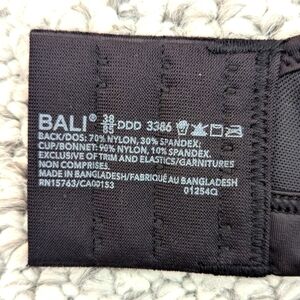 BALI® 38/85-DDD 3386
BACK/DOS: 70% NYLON, 30% SPANDEX;
CUP/BONNET: 90% NYLON, 10% SPANDEX.
EXCLUSIVE OF TRIM AND ELASTICS/GARNITURES
NON COMPRISES.
MADE IN BANGLADESH/FABRIQUÉ AU BANGLADESH
RN15763/CA00153 01254Q